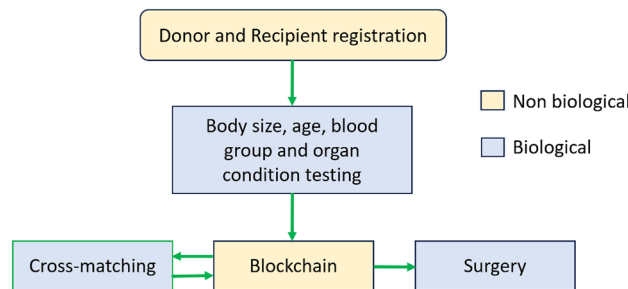 Donor and Recipient registration
Body size, age, blood
group and organ
condition testing
Non biological
Biological
Cross-matching
Blockchain
Surgery